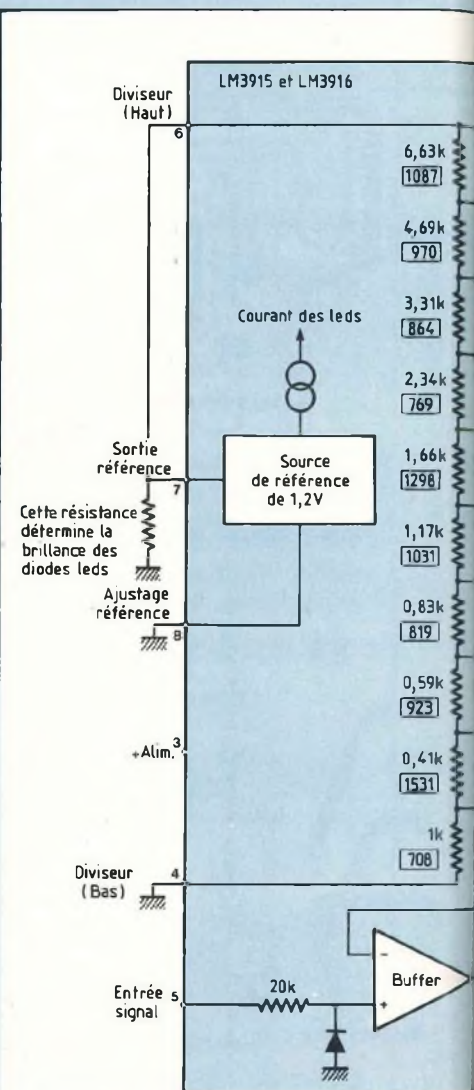 LM3915 et LM3916
Diviseur
(Haut)
6
6,63k
1087
4,69k
970
3,31k
864
Courant des leds
2,34k
769
Sortie
référence
7
Source
de référence
de 1,2V
1,66k
1298
Cette résistance
détermine la
brillance des
diodes leds
1,17k
1031
Ajustage
référence
8
0,83k
819
0,59k
923
+Alim.
3
0,41k
1531
1k
708
Diviseur
(Bas)
4
-
Buffer
+
Entrée
signal
5
20k